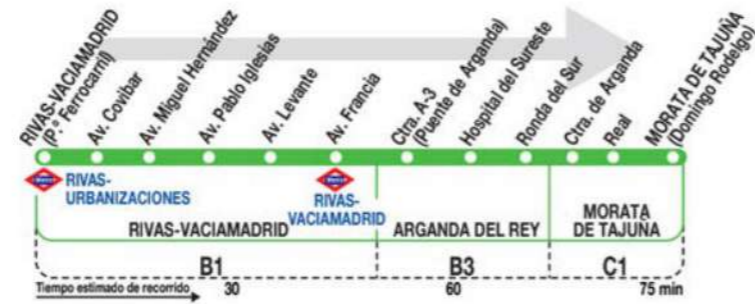 RIVAS-VACIAMADRID
(P.º Ferrocarril)
Av. Covibar
Av. Miguel Hernández
Av. Pablo Iglesias
Av. Levante
Av. Francia
Ctra. A-3
(Puente de Arganda)
Hospital del Sureste
Ronda del Sur
Ctra. de Arganda
Real
MORATA DE TAJUÑA
(Domingo Rodelgo)
RIVAS-
URBANIZACIONES
RIVAS-
VACIAMADRID
RIVAS-VACIAMADRID
ARGANDA DEL REY
MORATA
DE TAJUÑA
B1
B3
C1
Tiempo estimado de recorrido
30
60
75 min